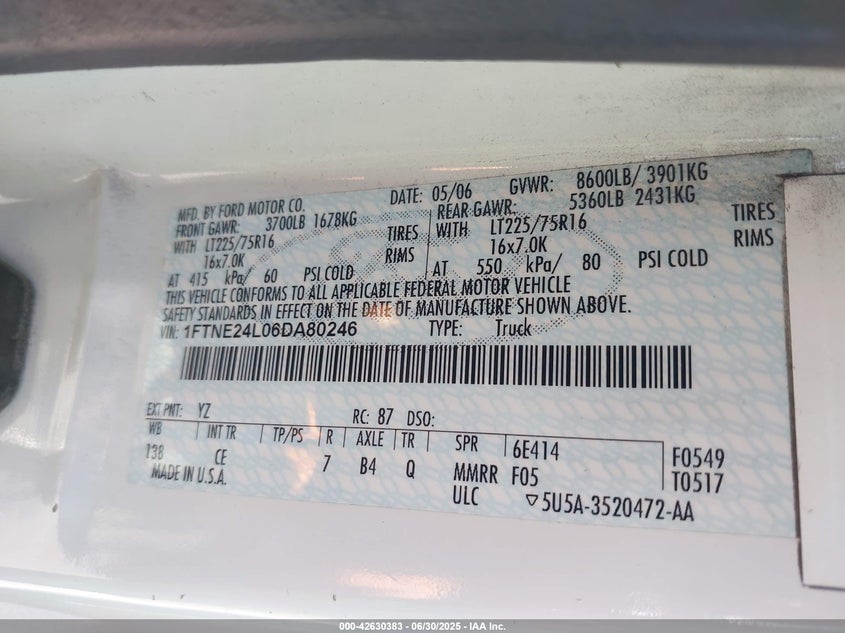 MFD. BY FORD MOTOR CO. DATE: 05/06 GVWR: 8600LB/ 3901KG
FRONT GAWR: 3700LB 1678KG REAR GAWR: 5360LB 2431KG
WITH LT225/75R16 TIRES WITH LT225/75R16 TIRES
16x7.0K RIMS 16x7.0K RIMS
AT 415 kPa/ 60 PSI COLD AT 550 kPa/ 80 PSI COLD
THIS VEHICLE CONFORMS TO ALL APPLICABLE FEDERAL MOTOR VEHICLE
SAFETY STANDARDS IN EFFECT ON THE DATE OF MANUFACTURE SHOWN ABOVE.
VIN: 1FTNE24L06DA80246 TYPE: Truck
EXT PNT: YZ RC: 87 DSO:
WB INT TR TP/PS R AXLE TR SPR 6E414 F0549
138 CE 7 B4 Q MMRR F05 T0517
MADE IN U.S.A. ULC ▽5U5A-3520472-AA
000-42630383 - 06/30/2025 - IAA Inc.